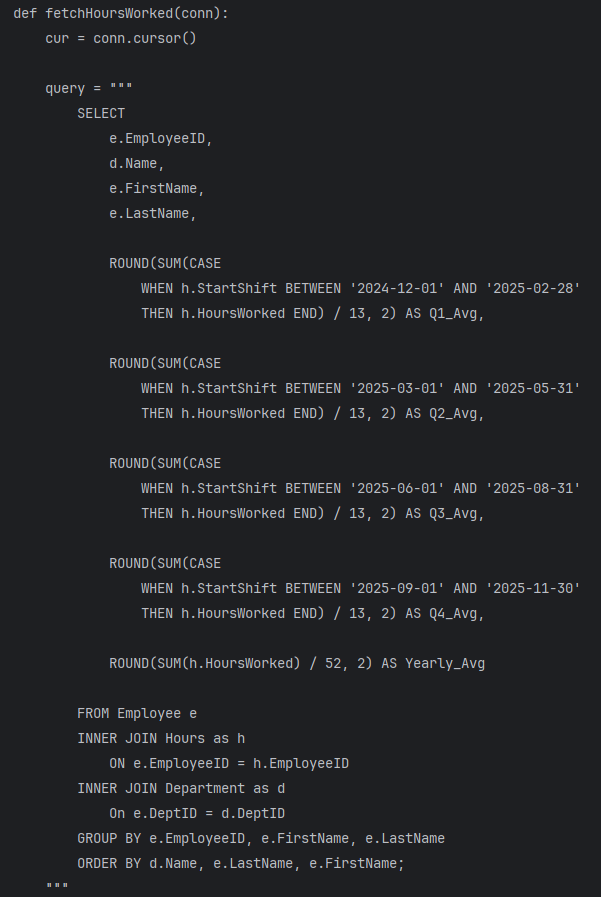 def fetchHoursWorked(conn):
    cur = conn.cursor()

    query = """
        SELECT
            e.EmployeeID,
            d.Name,
            e.FirstName,
            e.LastName,

            ROUND(SUM(CASE
                WHEN h.StartShift BETWEEN '2024-12-01' AND '2025-02-28'
                THEN h.HoursWorked END) / 13, 2) AS Q1_Avg,

            ROUND(SUM(CASE
                WHEN h.StartShift BETWEEN '2025-03-01' AND '2025-05-31'
                THEN h.HoursWorked END) / 13, 2) AS Q2_Avg,

            ROUND(SUM(CASE
                WHEN h.StartShift BETWEEN '2025-06-01' AND '2025-08-31'
                THEN h.HoursWorked END) / 13, 2) AS Q3_Avg,

            ROUND(SUM(CASE
                WHEN h.StartShift BETWEEN '2025-09-01' AND '2025-11-30'
                THEN h.HoursWorked END) / 13, 2) AS Q4_Avg,

            ROUND(SUM(h.HoursWorked) / 52, 2) AS Yearly_Avg

        FROM Employee e
        INNER JOIN Hours as h
            ON e.EmployeeID = h.EmployeeID
        INNER JOIN Department as d
            On e.DeptID = d.DeptID
        GROUP BY e.EmployeeID, e.FirstName, e.LastName
        ORDER BY d.Name, e.LastName, e.FirstName;
    """